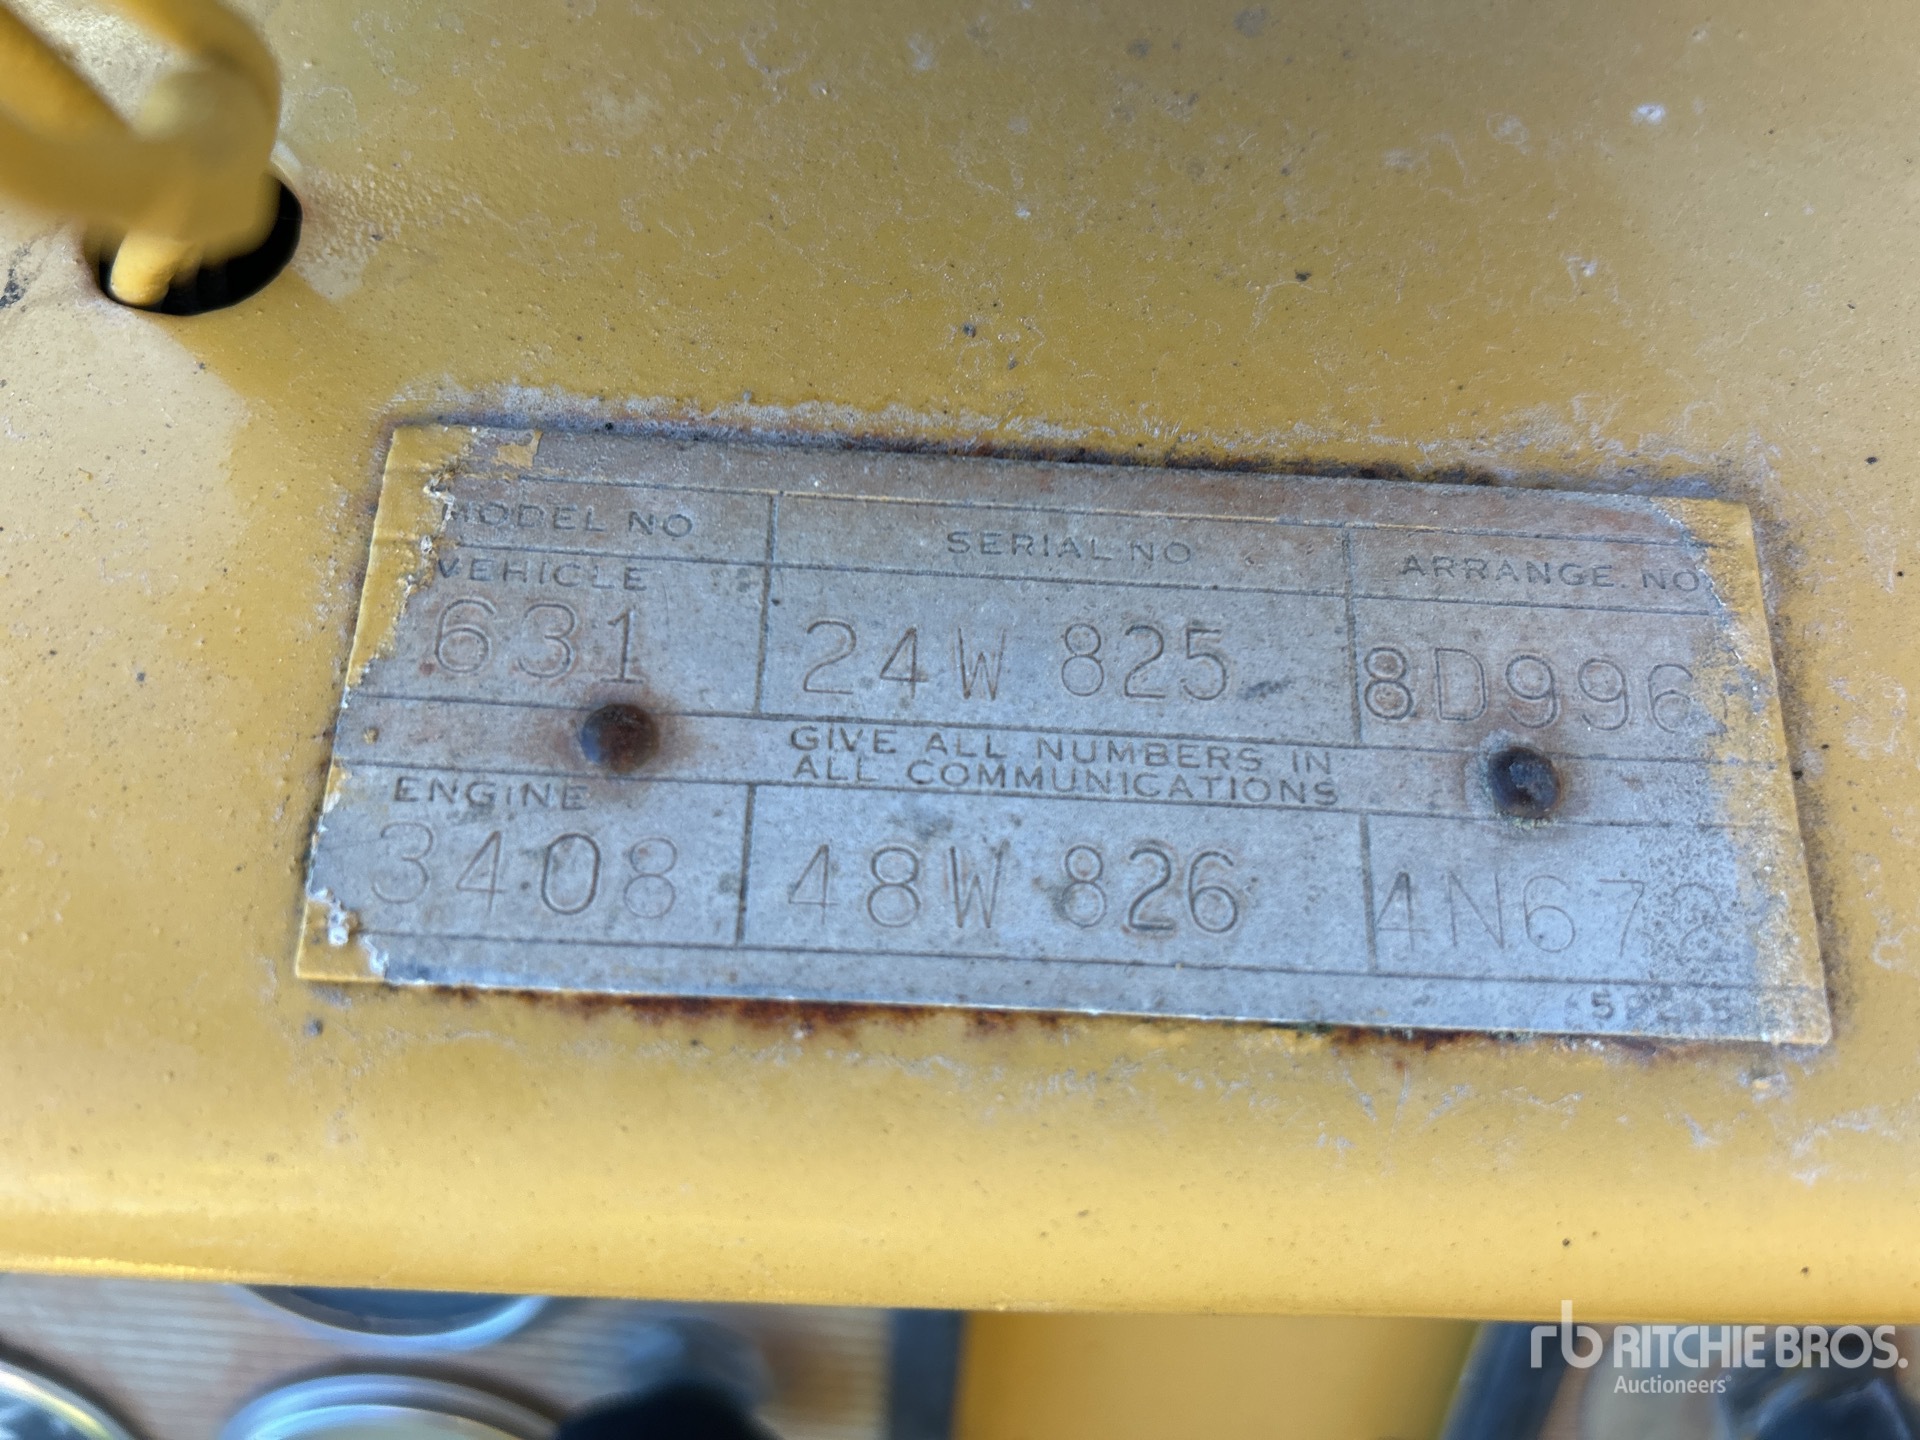 MODEL NO SERIAL NO ARRANGE. NO
VEHICLE
631 24W 825
GIVE ALL NUMBERS IN
ALL COMMUNICATIONS
ENGINE
3408 48W 826
rb RITCHIE BROS.
Auctioneers